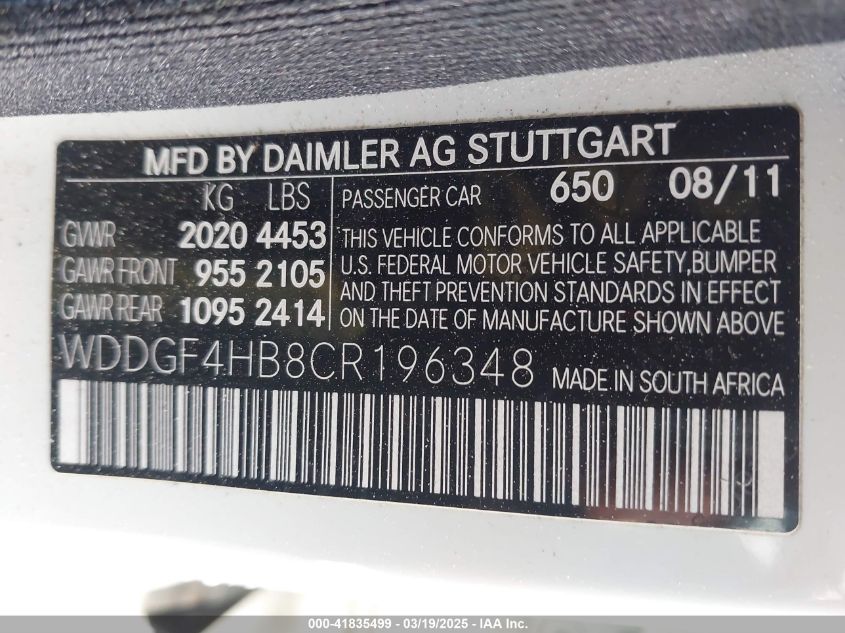 MFD BY DAIMLER AG STUTTGART
KG LBS
GVWR 2020 4453
GAWR FRONT 955 2105
GAWR REAR 1095 2414
PASSENGER CAR 650 08/11
THIS VEHICLE CONFORMS TO ALL APPLICABLE
U.S. FEDERAL MOTOR VEHICLE SAFETY,BUMPER
AND THEFT PREVENTION STANDARDS IN EFFECT
ON THE DATE OF MANUFACTURE SHOWN ABOVE
WDDGF4HB8CR196348 MADE IN SOUTH AFRICA
000-41835499 - 03/19/2025 - IAA Inc.